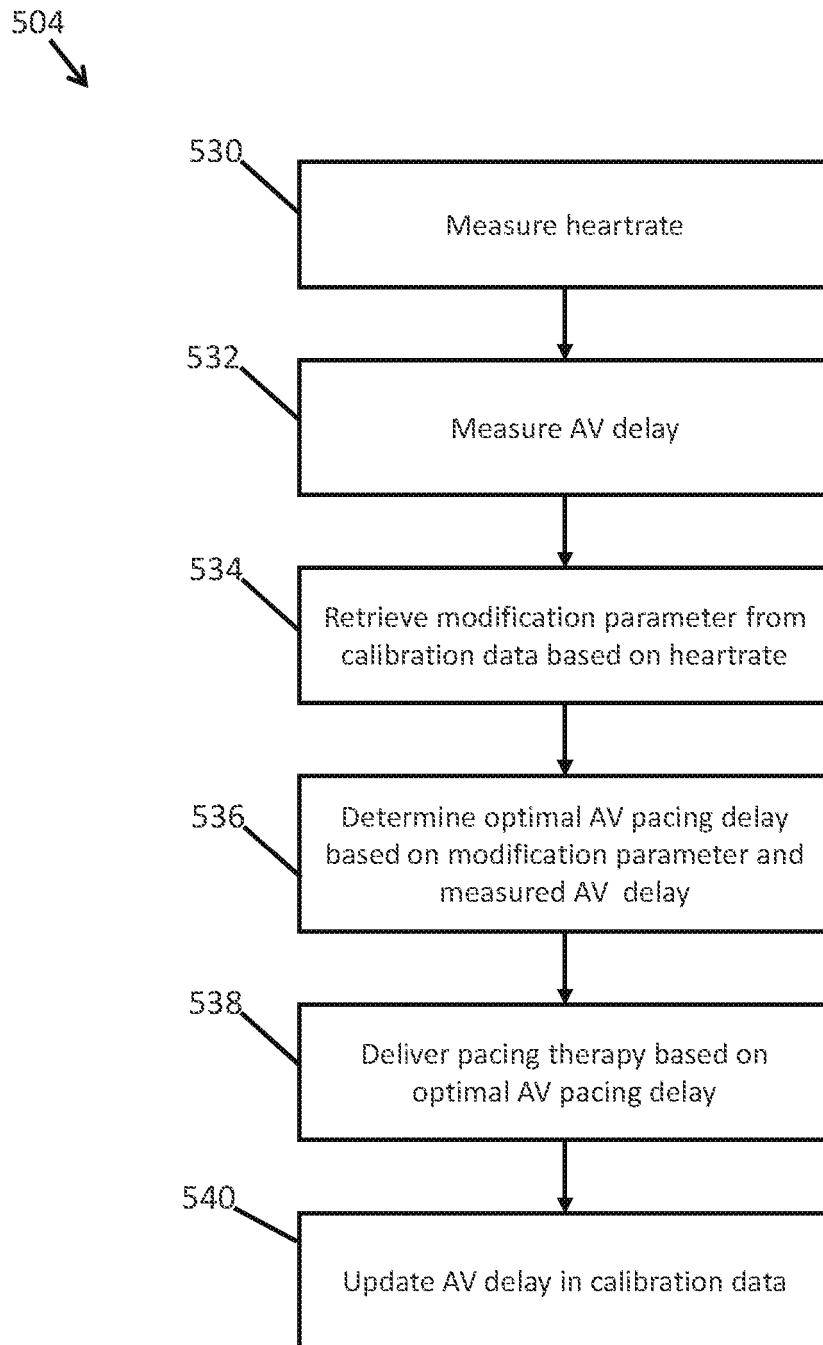 504
530
Measure heartrate
532
Measure AV delay
534
Retrieve modification parameter from
calibration data based on heartrate
536
Determine optimal AV pacing delay
based on modification parameter and
measured AV delay
538
Deliver pacing therapy based on
optimal AV pacing delay
540
Update AV delay in calibration data